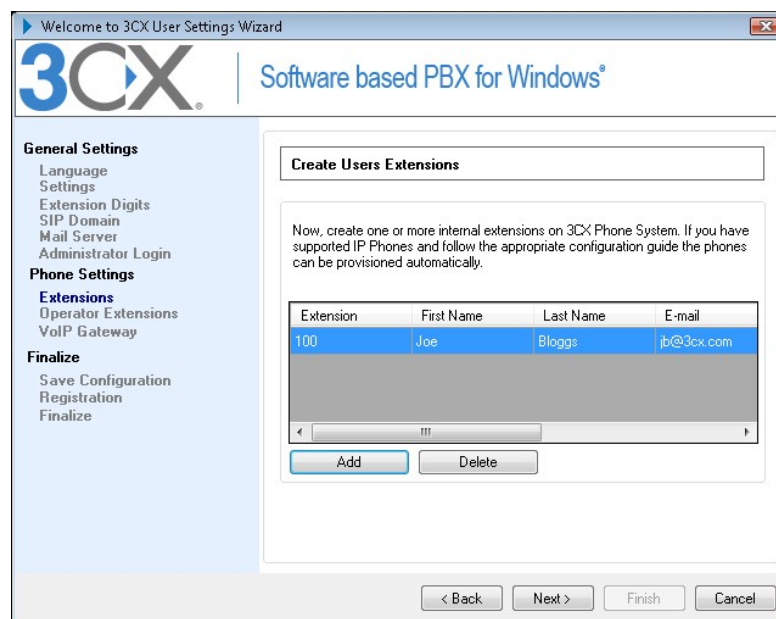 Welcome to 3CX User Settings Wizard
3CX®
Software based PBX for Windows®
General Settings
Language
Settings
Extension Digits
SIP Domain
Mail Server
Administrator Login
Phone Settings
Extensions
Operator Extensions
VoIP Gateway
Finalize
Save Configuration
Registration
Finalize
Create Users Extensions
Now, create one or more internal extensions on 3CX Phone System. If you have
supported IP Phones and follow the appropriate configuration guide the phones
can be provisioned automatically.
Extension First Name Last Name E-mail
100 Joe Bloggs jb@3cx.com
Add Delete
< Back Next > Finish Cancel